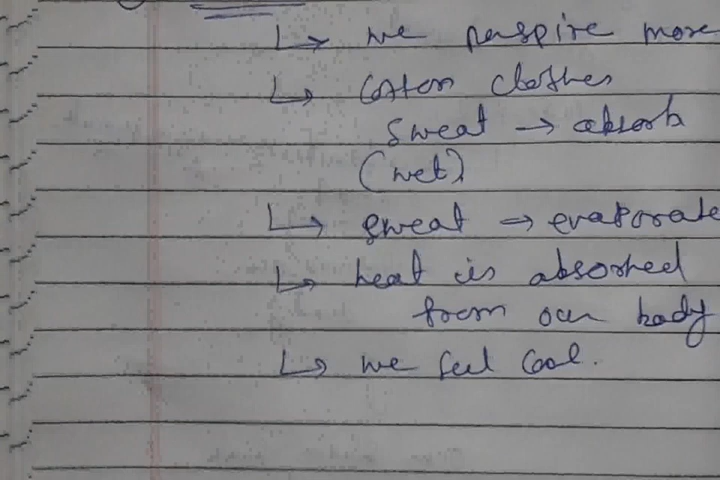 ↳ we perspire more
↳ Cotton clothes
sweat → absorb
(wet)
↳ sweat → evaporate
↳ heat is absorbed
from our body
↳ we feel cool.